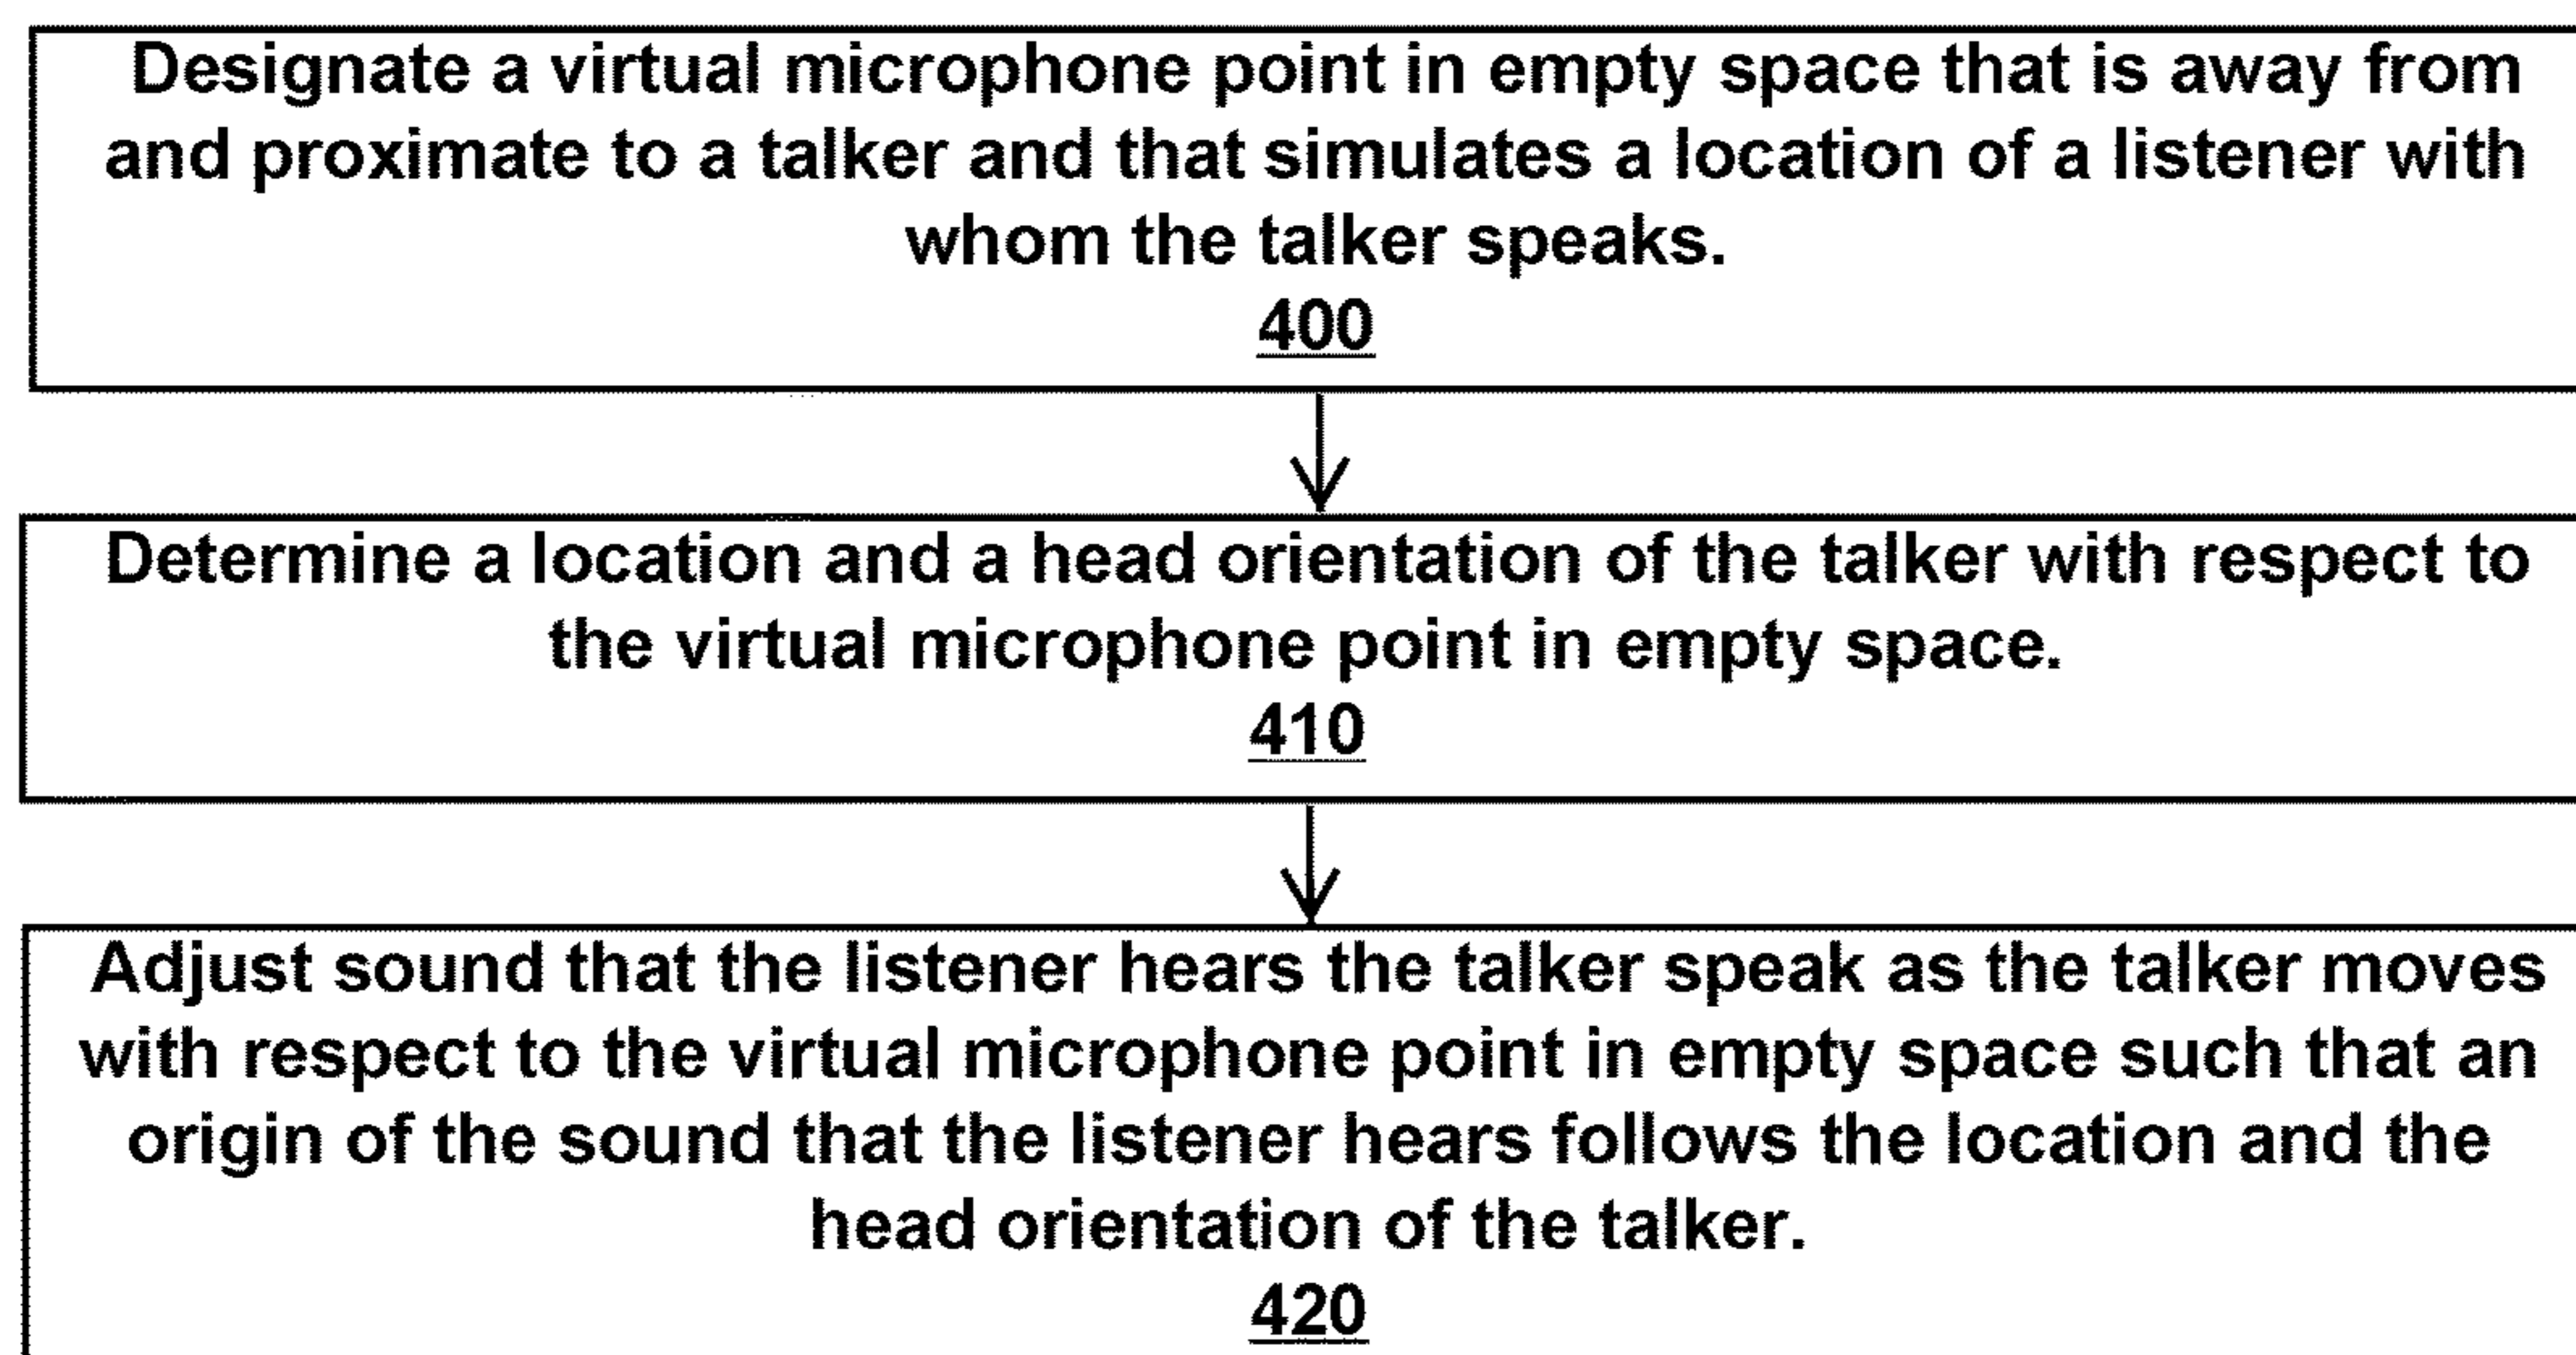 Designate a virtual microphone point in empty space that is away from
and proximate to a talker and that simulates a location of a listener with
whom the talker speaks.
400
Determine a location and a head orientation of the talker with respect to
the virtual microphone point in empty space.
410
Adjust sound that the listener hears the talker speak as the talker moves
with respect to the virtual microphone point in empty space such that an
origin of the sound that the listener hears follows the location and the
head orientation of the talker.
420